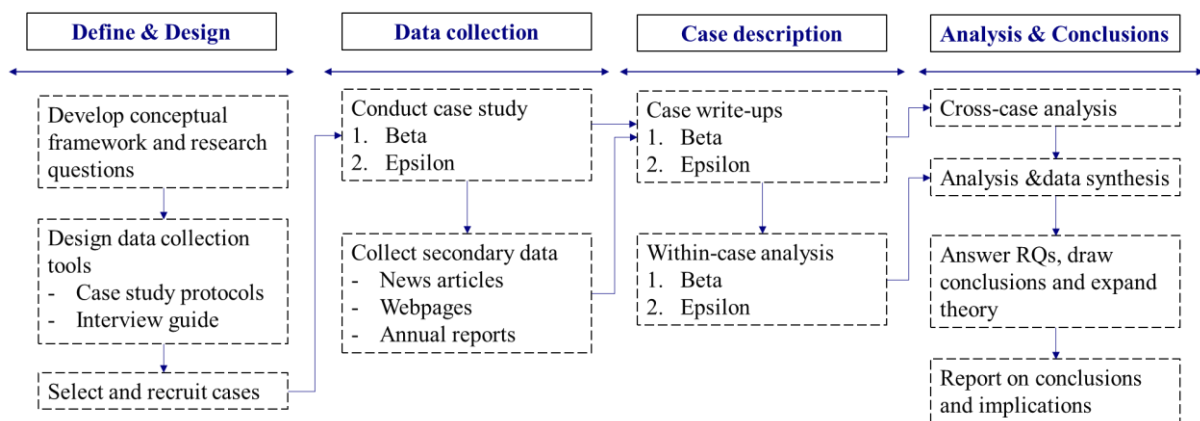 Define & Design
Develop conceptual
framework and research
questions
Design data collection
tools
- Case study protocols
- Interview guide
Select and recruit cases
Data collection
Conduct case study
1. Beta
2. Epsilon
Collect secondary data
- News articles
- Webpages
- Annual reports
Case description
Case write-ups
1. Beta
2. Epsilon
Within-case analysis
1. Beta
2. Epsilon
Analysis & Conclusions
Cross-case analysis
Analysis &data synthesis
Answer RQs, draw
conclusions and expand
theory
Report on conclusions
and implications